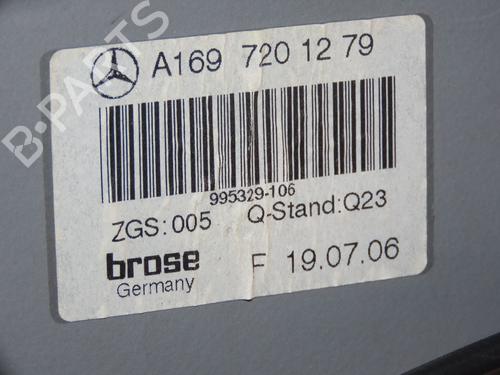 A169 720 12 79
995329-106
ZGS:005 Q-Stand:Q23
brose F 19.07.06
Germany
B-PARTS